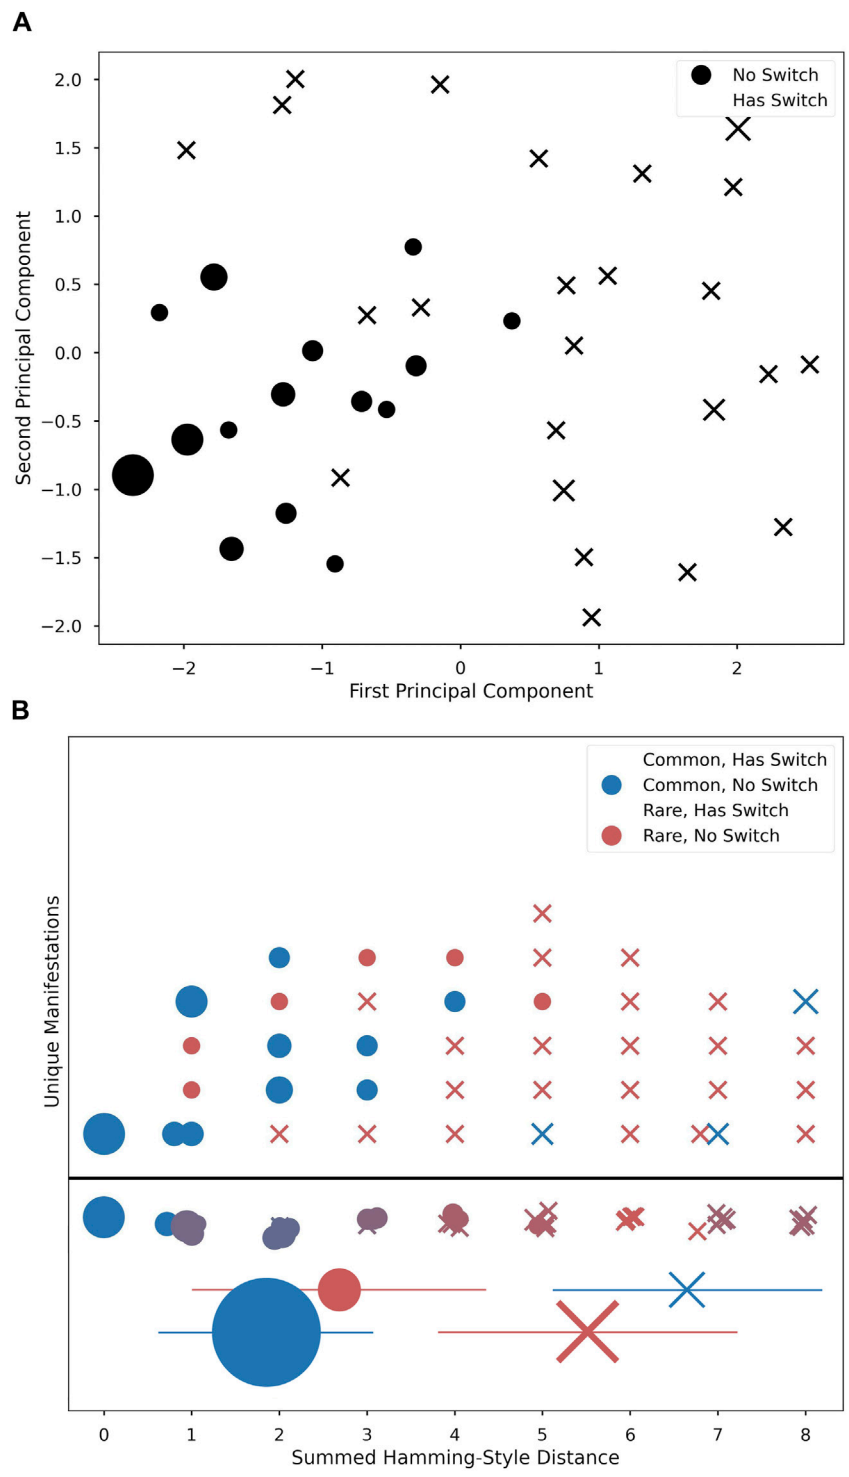 A
No Switch
Has Switch
2.0
1.5
1.0
0.5
0.0
−0.5
−1.0
−1.5
−2.0
Second Principal Component
−2 −1 0 1 2
First Principal Component
B
Common, Has Switch
Common, No Switch
Rare, Has Switch
Rare, No Switch
Unique Manifestations
0 1 2 3 4 5 6 7 8
Summed Hamming-Style Distance